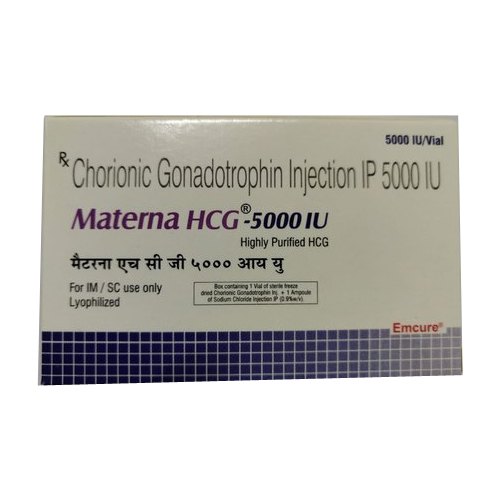 5000 IU/Vial
Rx Chorionic Gonadotrophin Injection IP 5000 IU
Materna HCG®-5000 IU
Highly Purified HCG
मैटरना एच सी जी ५००० आय यु
For IM / SC use only
Lyophilized
Box containing 1 Vial of sterile freeze
dried Chorionic Gonadotrophin Inj. + 1 Ampoule
of Sodium Chloride Injection IP (0.9%w/v)
Emcure®